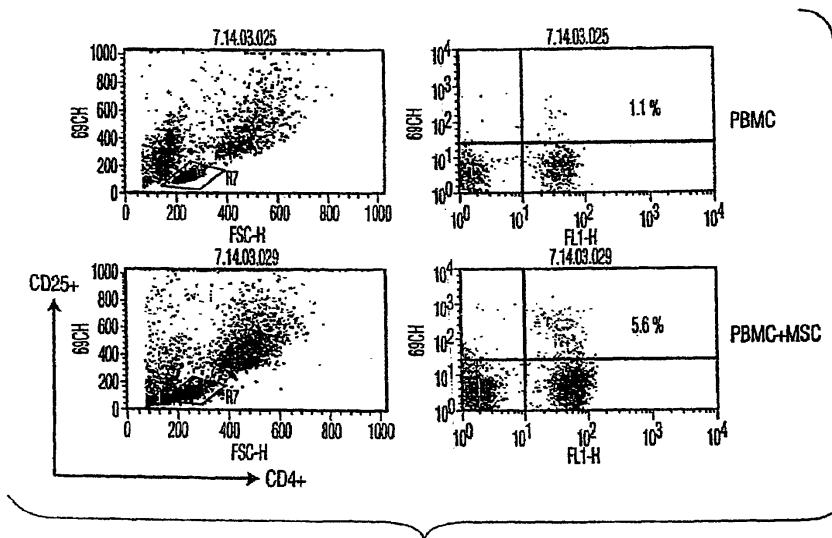 7.14.03.025
1000
800
600
400
200
0
69CH
R7
0 200 400 600 800 1000
FSC-H
7.14.03.025
10^4
10^3
10^2
10^1
10^0
69CH
1.1 %
10^0 10^1 10^2 10^3 10^4
FL1-H
PBMC
CD25+
CD4+
7.14.03.029
1000
800
600
400
200
0
69CH
R7
0 200 400 600 800 1000
FSC-H
7.14.03.029
10^4
10^3
10^2
10^1
10^0
69CH
5.6 %
10^0 10^1 10^2 10^3 10^4
FL1-H
PBMC+MSC